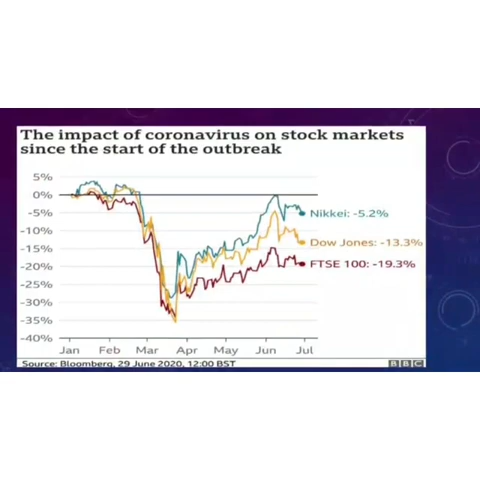 The impact of coronavirus on stock markets
since the start of the outbreak
5%
0%
-5%
-10%
-15%
-20%
-25%
-30%
-35%
-40%
Nikkei: -5.2%
Dow Jones: -13.3%
FTSE 100: -19.3%
Jan Feb Mar Apr May Jun Jul
Source: Bloomberg, 29 June 2020, 12:00 BST
BBC